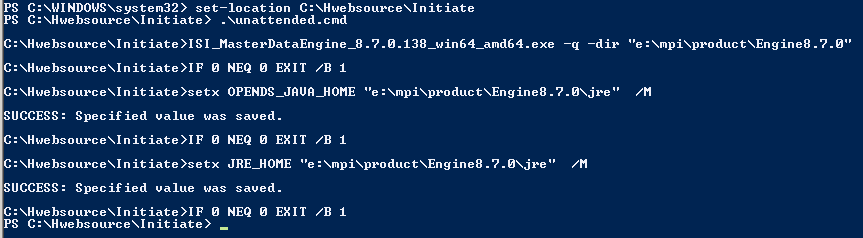 PS C:\WINDOWS\system32> set-location C:\Hwebsource\Initiate
PS C:\Hwebsource\Initiate> .\unattended.cmd
C:\Hwebsource\Initiate>ISI_MasterDataEngine_8.7.0.138_win64_amd64.exe -q -dir "e:\mpi\product\Engine8.7.0"
C:\Hwebsource\Initiate>IF 0 NEQ 0 EXIT /B 1
C:\Hwebsource\Initiate>setx OPENDS_JAVA_HOME "e:\mpi\product\Engine8.7.0\jre"  /M
SUCCESS: Specified value was saved.
C:\Hwebsource\Initiate>IF 0 NEQ 0 EXIT /B 1
C:\Hwebsource\Initiate>setx JRE_HOME "e:\mpi\product\Engine8.7.0\jre"  /M
SUCCESS: Specified value was saved.
C:\Hwebsource\Initiate>IF 0 NEQ 0 EXIT /B 1
PS C:\Hwebsource\Initiate> _